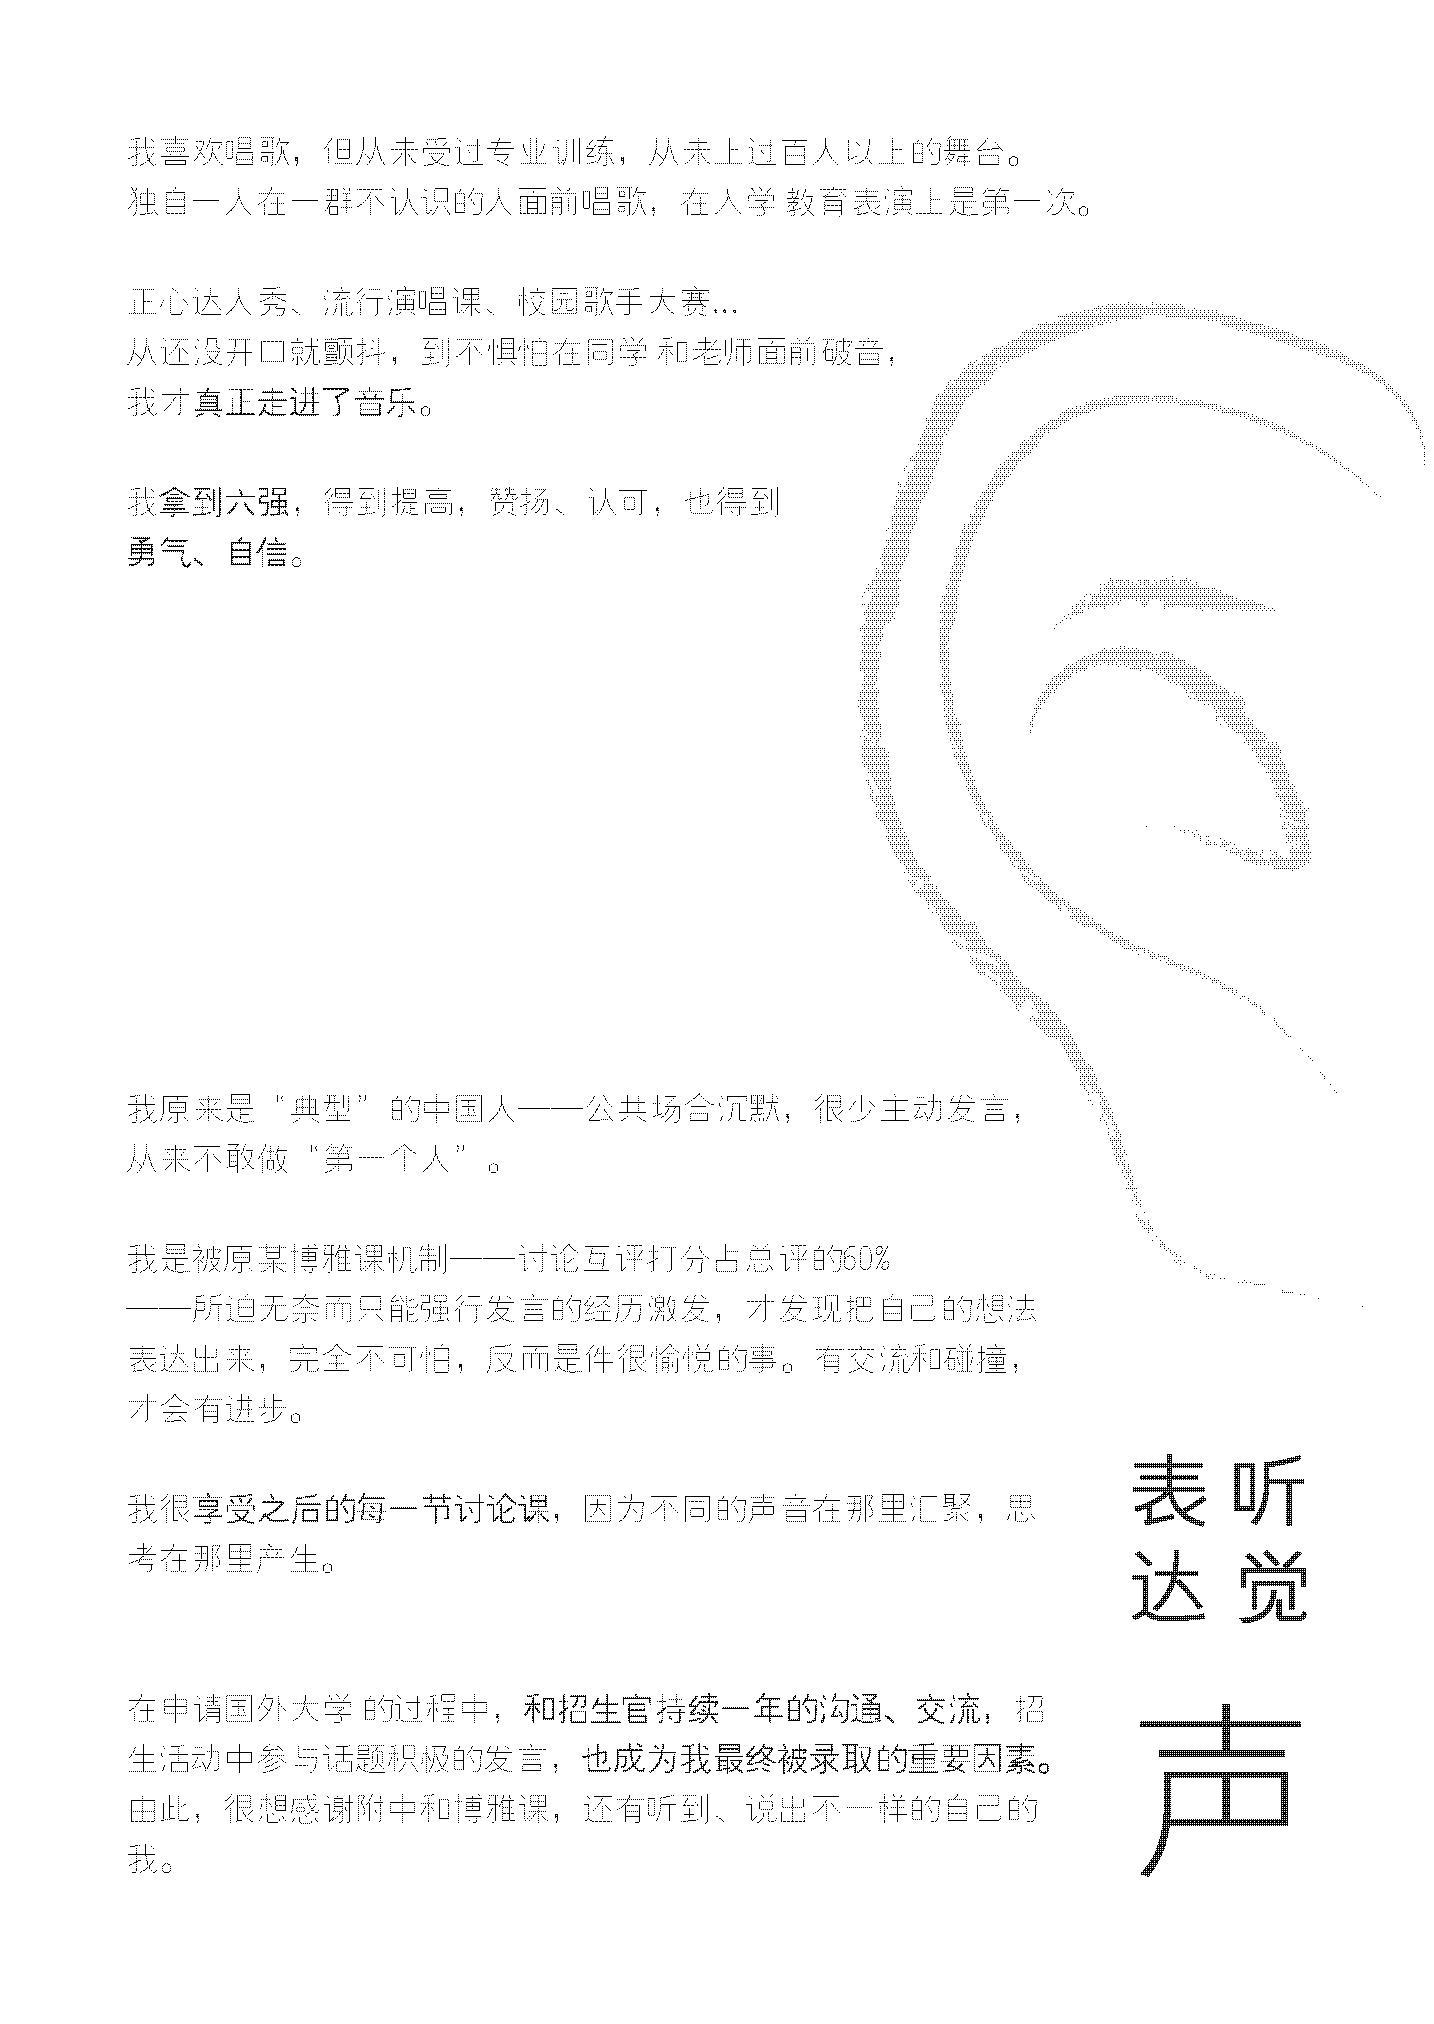 我喜欢唱歌，但从未受过专业训练，从未上过百人以上的舞台。
独自一人在一群不认识的人面前唱歌，在入学教育表演上是第一次。
正心达人秀、流行演唱课、校园歌手大赛...
从还没开口就颤抖，到不惧怕在同学和老师面前破音，
我才真正走进了音乐。
我拿到六强，得到提高，赞扬、认可，也得到
勇气、自信。
我原来是“典型”的中国人——公共场合沉默，很少主动发言，
从来不敢做“第一个人”。
我是被原某博雅课机制——讨论互评打分占总评的60%
——所迫无奈而只能强行发言的经历激发，才发现把自己的想法
表达出来，完全不可怕，反而是件很愉悦的事。有交流和碰撞，
才会有进步。
我很享受之后的每一节讨论课，因为不同的声音在那里汇聚，思
考在那里产生。
在申请国外大学的过程中，和招生官持续一年的沟通、交流，招
生活动中参与话题积极的发言，也成为我最终被录取的重要因素。
由此，很想感谢附中和博雅课，还有听到、说出不一样的自己的
我。
表 听
达 觉
声